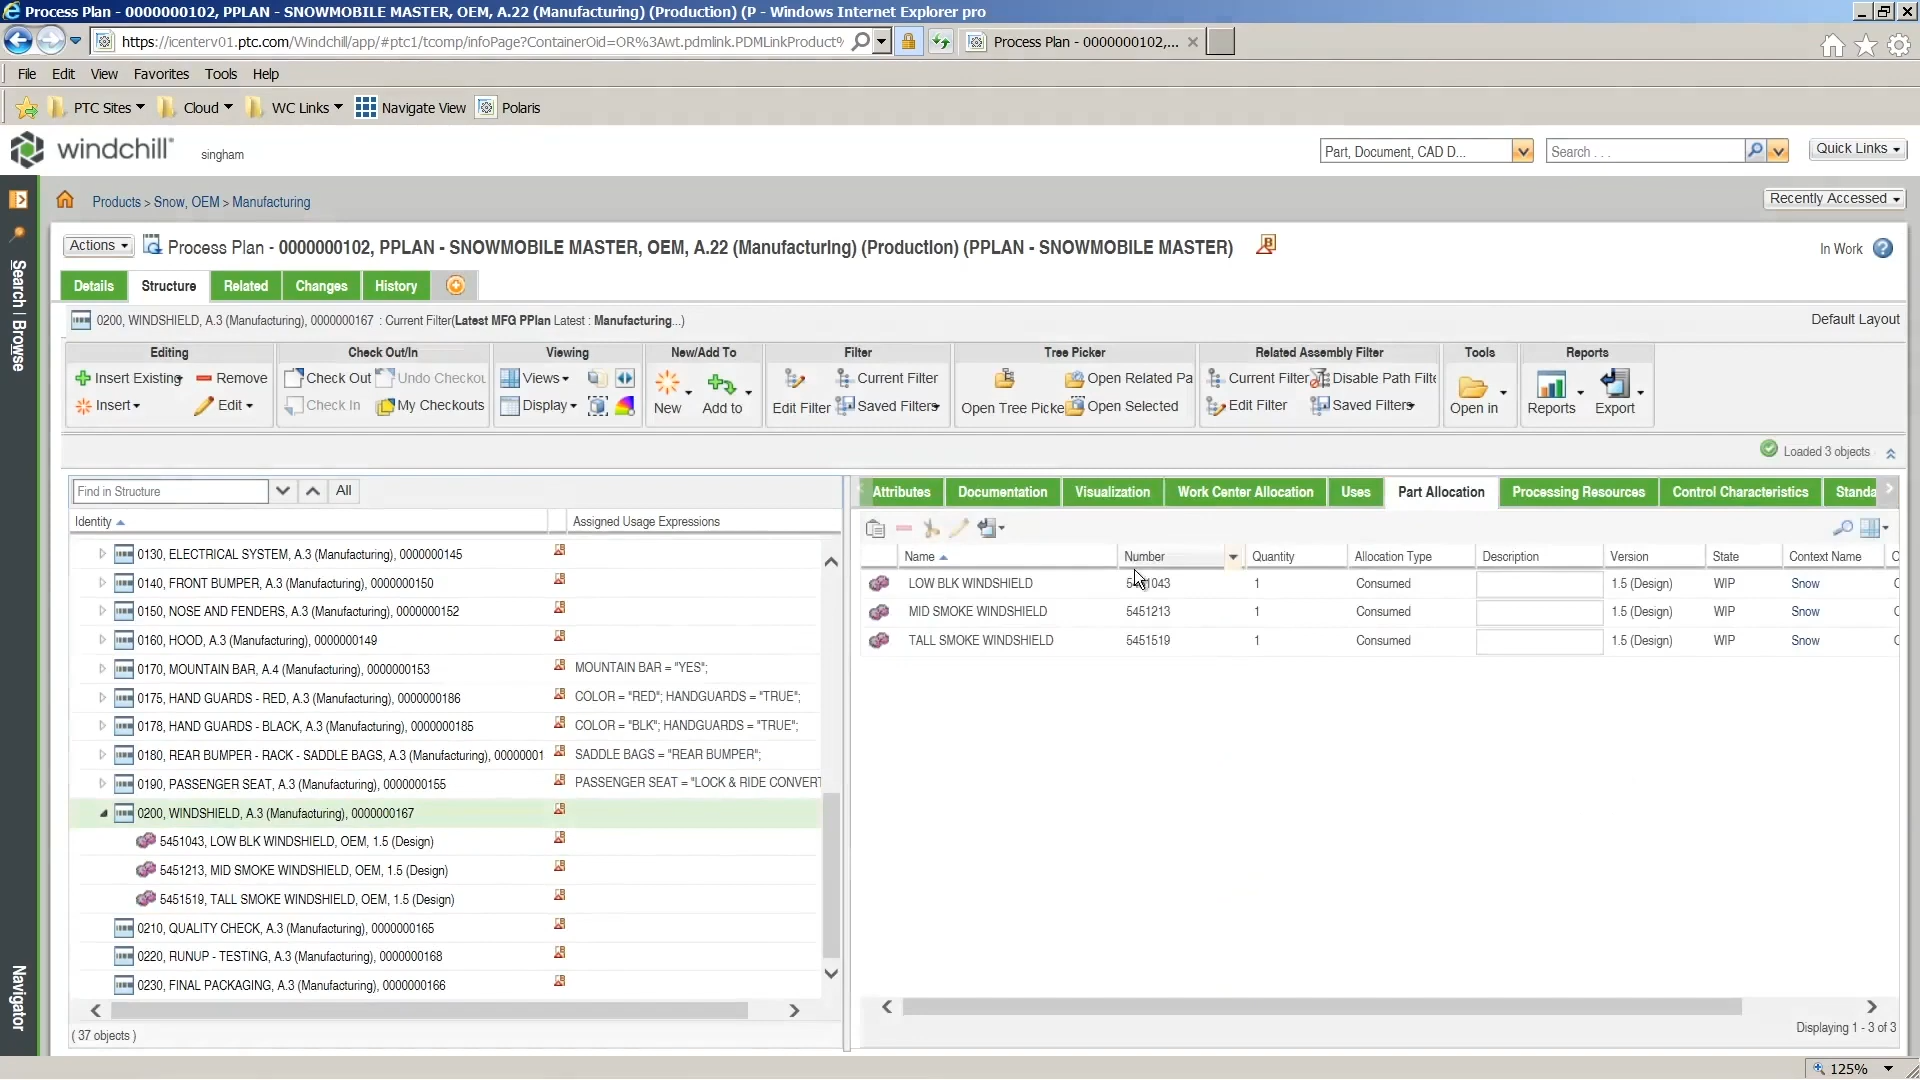 Process Plan - 0000000102, PPLAN - SNOWMOBILE MASTER, OEM, A.22 (Manufacturing) (Production) (P - Windows Internet Explorer pro
https://icenterv01.ptc.com/Windchill/app/#ptc1/tcomp/infoPage?ContainerOid=OR%3Awt.pdmlink.PDMLinkProduct%
Process Plan - 0000000102,...
File Edit View Favorites Tools Help
PTC Sites Cloud WC Links Navigate View Polaris
windchill singham Part, Document, CAD D... Search . . . Quick Links
Products > Snow, OEM > Manufacturing Recently Accessed
Actions Process Plan - 0000000102, PPLAN - SNOWMOBILE MASTER, OEM, A.22 (Manufacturing) (Production) (PPLAN - SNOWMOBILE MASTER) In Work
Details Structure Related Changes History
0200, WINDSHIELD, A.3 (Manufacturing), 0000000167 : Current Filter(Latest MFG PPlan Latest : Manufacturing...) Default Layout
Editing Check Out/In Viewing New/Add To Filter Tree Picker Related Assembly Filter Tools Reports
Insert Existing Remove Check Out Undo Checkou Views Current Filter Open Related Pa Current Filter Disable Path Filte
Insert Edit Check In My Checkouts Display New Add to Edit Filter Saved Filters Open Tree Picke Open Selected Edit Filter Saved Filters Open in Reports Export
Loaded 3 objects
Search | Browse
Navigator
Find in Structure All
Identity Assigned Usage Expressions
0130, ELECTRICAL SYSTEM, A.3 (Manufacturing), 0000000145
0140, FRONT BUMPER, A.3 (Manufacturing), 0000000150
0150, NOSE AND FENDERS, A.3 (Manufacturing), 0000000152
0160, HOOD, A.3 (Manufacturing), 0000000149
0170, MOUNTAIN BAR, A.4 (Manufacturing), 0000000153 MOUNTAIN BAR = "YES";
0175, HAND GUARDS - RED, A.3 (Manufacturing), 0000000186 COLOR = "RED"; HANDGUARDS = "TRUE";
0178, HAND GUARDS - BLACK, A.3 (Manufacturing), 0000000185 COLOR = "BLK"; HANDGUARDS = "TRUE";
0180, REAR BUMPER - RACK - SADDLE BAGS, A.3 (Manufacturing), 00000001 SADDLE BAGS = "REAR BUMPER";
0190, PASSENGER SEAT, A.3 (Manufacturing), 0000000155 PASSENGER SEAT = "LOCK & RIDE CONVERT
0200, WINDSHIELD, A.3 (Manufacturing), 0000000167
5451043, LOW BLK WINDSHIELD, OEM, 1.5 (Design)
5451213, MID SMOKE WINDSHIELD, OEM, 1.5 (Design)
5451519, TALL SMOKE WINDSHIELD, OEM, 1.5 (Design)
0210, QUALITY CHECK, A.3 (Manufacturing), 0000000165
0220, RUNUP - TESTING, A.3 (Manufacturing), 0000000168
0230, FINAL PACKAGING, A.3 (Manufacturing), 0000000166
( 37 objects )
Attributes Documentation Visualization Work Center Allocation Uses Part Allocation Processing Resources Control Characteristics Standa
Name Number Quantity Allocation Type Description Version State Context Name
LOW BLK WINDSHIELD 5451043 1 Consumed 1.5 (Design) WIP Snow
MID SMOKE WINDSHIELD 5451213 1 Consumed 1.5 (Design) WIP Snow
TALL SMOKE WINDSHIELD 5451519 1 Consumed 1.5 (Design) WIP Snow
Displaying 1 - 3 of 3
125%